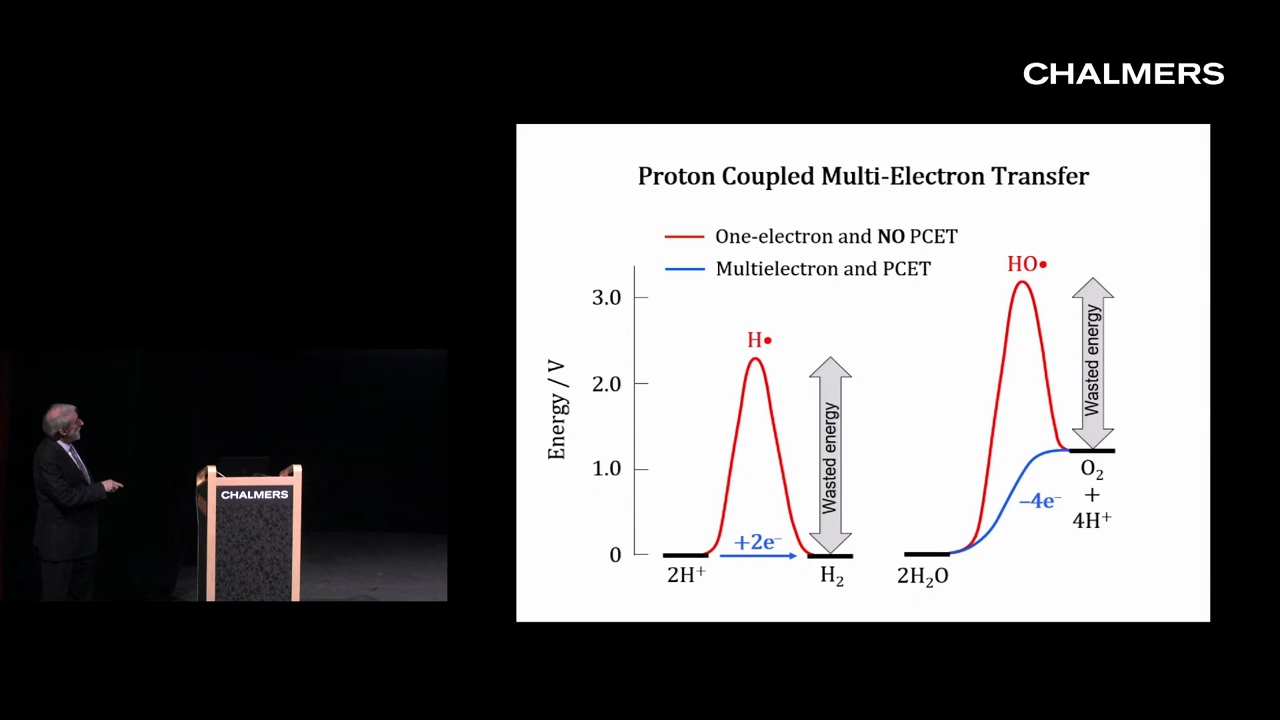 CHALMERS
Proton Coupled Multi-Electron Transfer
One-electron and NO PCET
Multielectron and PCET
HO•
3.0
H•
Wasted energy
2.0
Energy / V
Wasted energy
1.0
O₂
+
4H⁺
–4e⁻
CHALMERS
+2e⁻
0
2H⁺
H₂
2H₂O